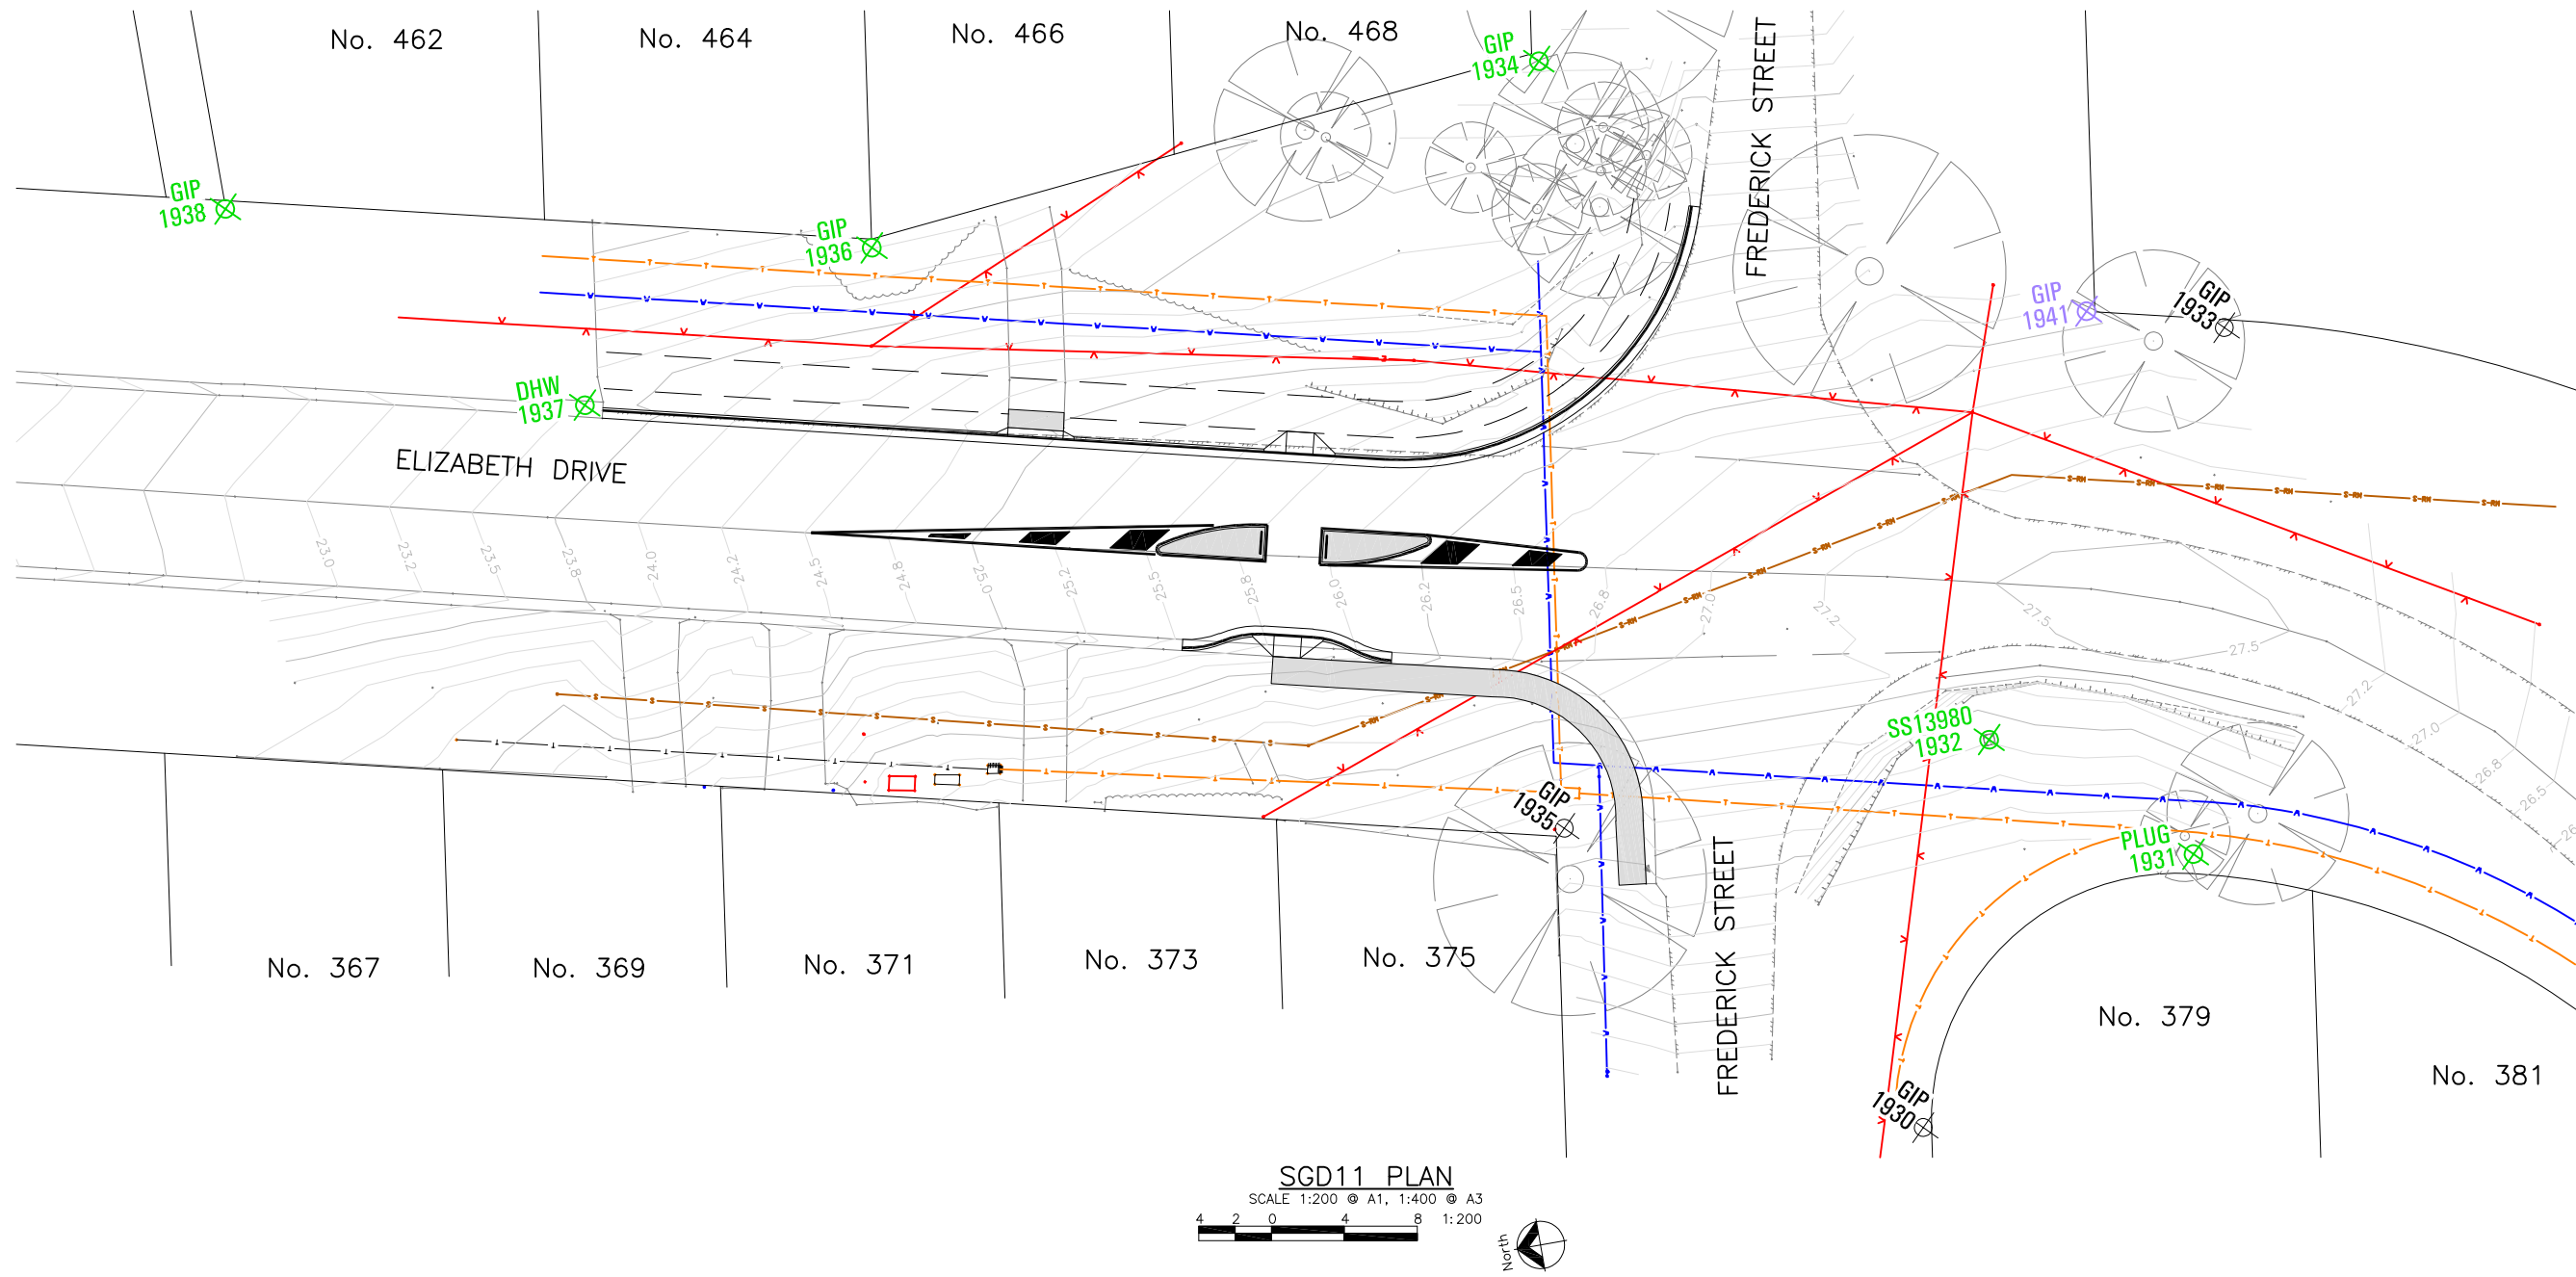 No. 462
No. 464
No. 466
No. 468
GIP
1934
FREDERICK STREET
GIP
1938
GIP
1936
GIP
1941
GIP
1933
DHW
1937
ELIZABETH DRIVE
23.0
23.2
23.5
23.8
24.0
24.2
24.5
24.8
25.0
25.2
25.5
25.8
26.0
26.2
26.5
26.8
27.0
27.2
27.5
27.5
27.2
27.0
26.8
26.5
SS13980
1932
GIP
1935
PLUG
1931
FREDERICK STREET
No. 367
No. 369
No. 371
No. 373
No. 375
No. 379
No. 381
GIP
1930
SGD11 PLAN
SCALE 1:200 @ A1, 1:400 @ A3
4 2 0 4 8 1:200
North